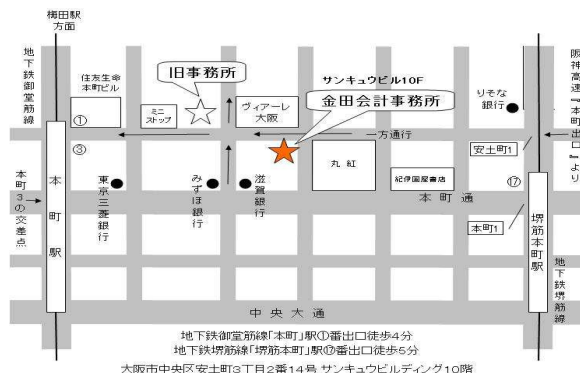 梅田駅
方面
地下鉄御堂筋線
住友生命
本町ビル
ミニ
ストップ
旧事務所
ヴィアーレ
大阪
サンキュウビル10F
金田会計事務所
りそな
銀行
阪神高速『本町出口』より
①
一方通行
安土町1
③
丸紅
紀伊国屋書店
⑰
本町3の交差点
本町駅
東京三菱銀行
みずほ銀行
滋賀銀行
本町通
本町1
堺筋本町駅
地下鉄堺筋線
中央大通
地下鉄御堂筋線「本町」駅①番出口徒歩4分
地下鉄堺筋線「堺筋本町」駅⑰番出口徒歩5分
大阪市中央区安土町3丁目2番14号 サンキュウビルディング10階